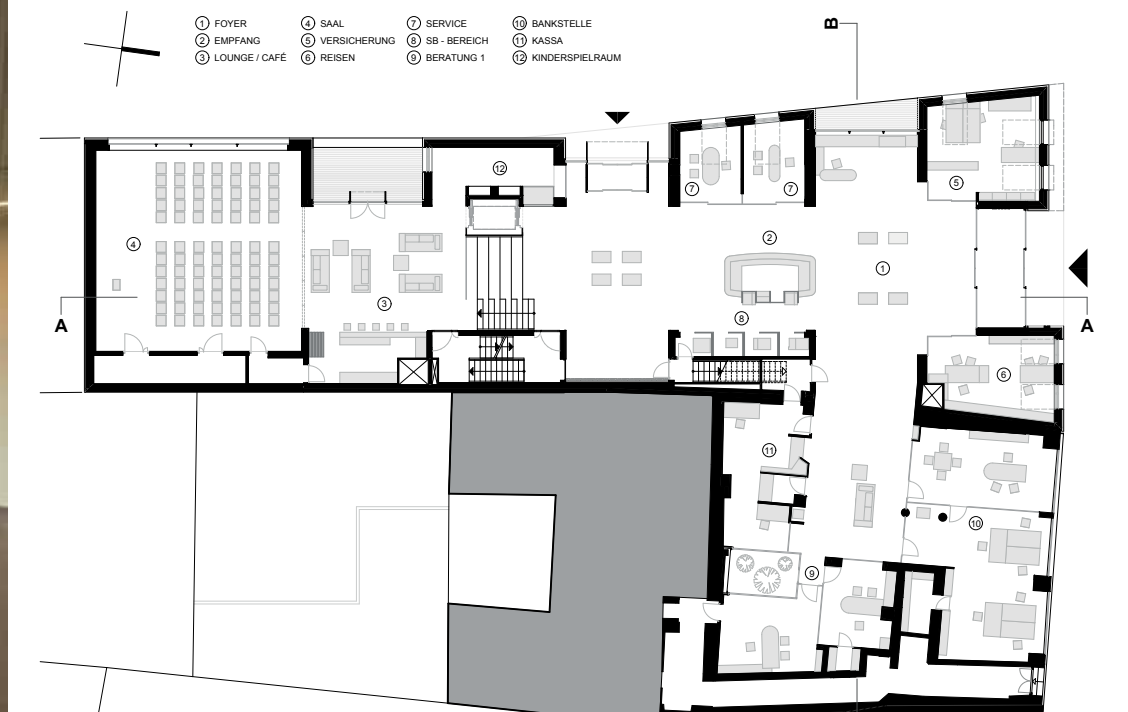 1 FOYER
2 EMPFANG
3 LOUNGE / CAFÉ
4 SAAL
5 VERSICHERUNG
6 REISEN
7 SERVICE
8 SB - BEREICH
9 BERATUNG 1
10 BANKSTELLE
11 KASSA
12 KINDERSPIELRAUM
B
12
7
7
5
4
2
1
3
8
A
A
6
11
10
9